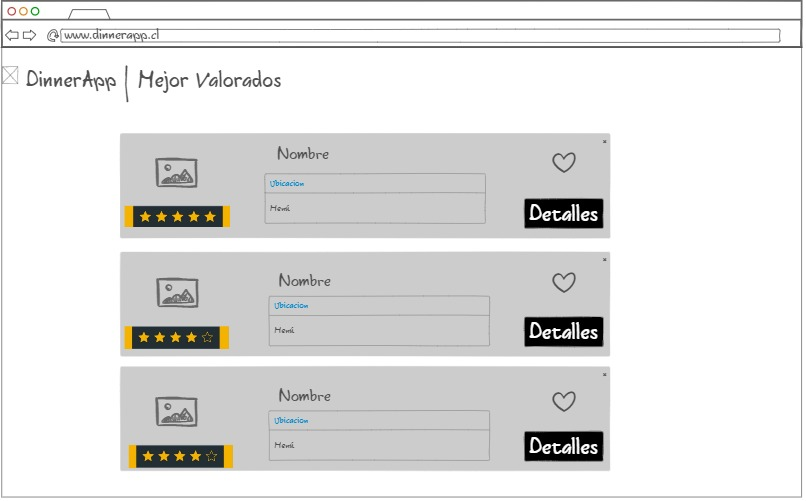 www.dinnerapp.cl
DinnerApp | Mejor Valorados
Nombre
Ubicacion
Menú
Detalles
Nombre
Ubicacion
Menú
Detalles
Nombre
Ubicacion
Menú
Detalles